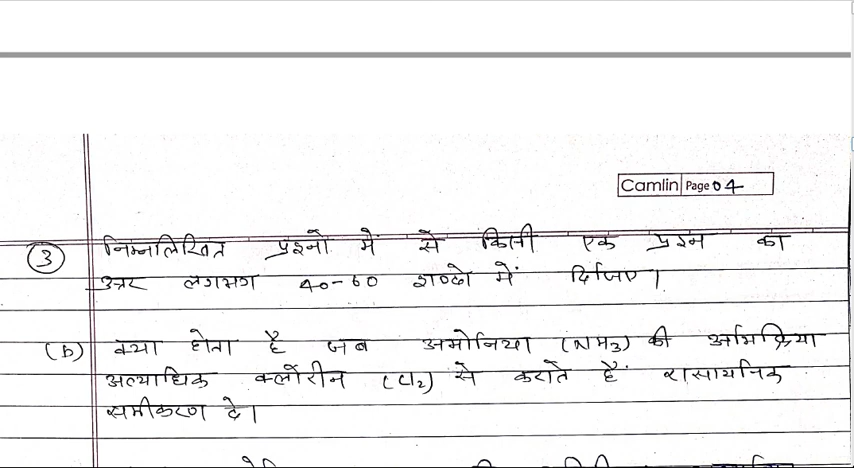 Camlin Page 04
③ निम्नलिखित प्रश्नो में से किसी एक प्रश्न का
उत्तर लगभग 40-60 शब्दो में दिजिए।
(b) क्या होता है जब अमोनिया (NH3) की अभिक्रिया
अत्याधिक क्लोरीन (Cl2) से कराते है रासायनिक
समीकरण दे।